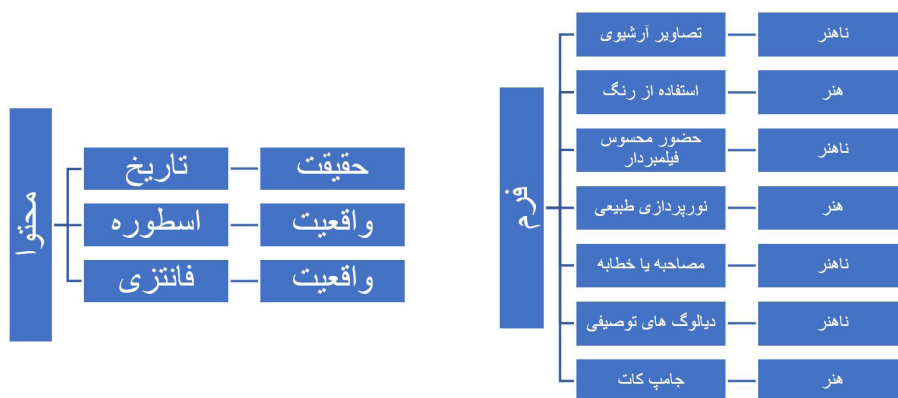 فرم
تصاویر آرشیوی
ناهنر
استفاده از رنگ
هنر
حضور محسوس
فیلمبردار
ناهنر
نورپردازی طبیعی
هنر
مصاحبه یا خطابه
ناهنر
دیالوگ های توصیفی
ناهنر
جامپ کات
هنر
محتوا
تاریخ
حقیقت
اسطوره
واقعیت
فانتزی
واقعیت